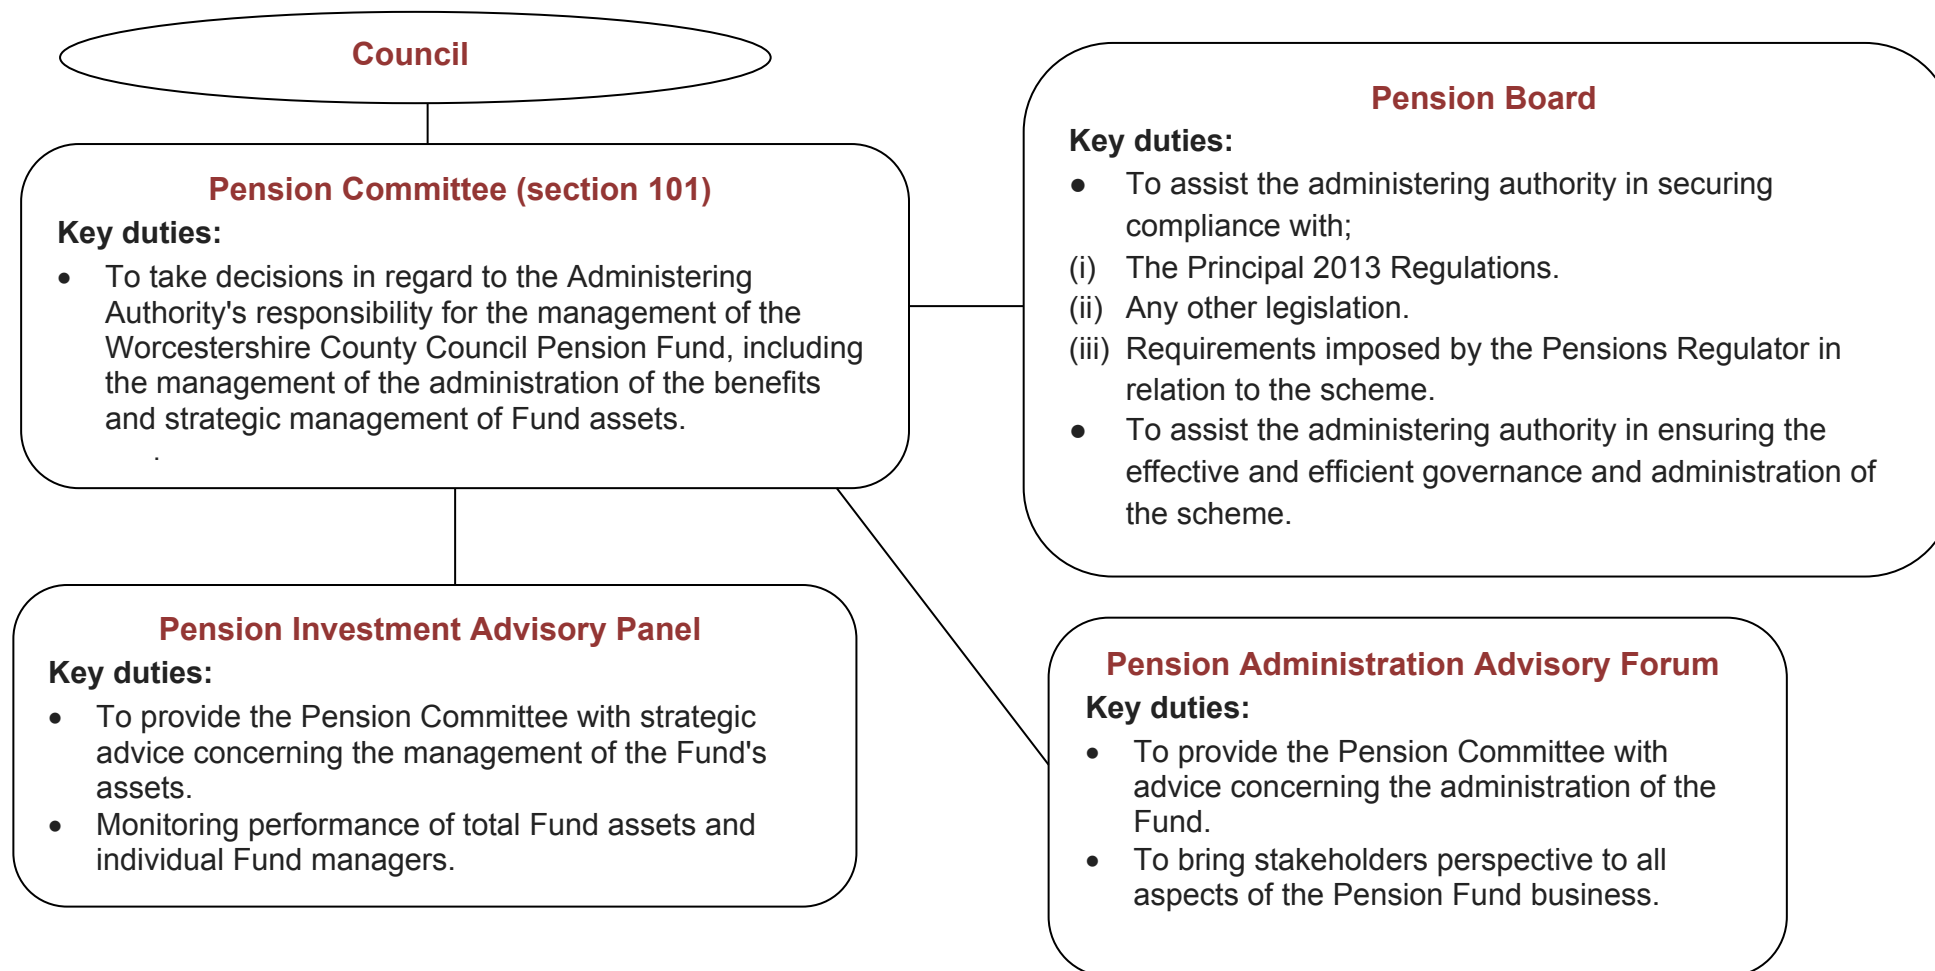 Council
Pension Committee (section 101)
Key duties:
• To take decisions in regard to the Administering
Authority's responsibility for the management of the
Worcestershire County Council Pension Fund, including
the management of the administration of the benefits
and strategic management of Fund assets.
.
Pension Board
Key duties:
● To assist the administering authority in securing
compliance with;
(i) The Principal 2013 Regulations.
(ii) Any other legislation.
(iii) Requirements imposed by the Pensions Regulator in
relation to the scheme.
● To assist the administering authority in ensuring the
effective and efficient governance and administration of
the scheme.
Pension Investment Advisory Panel
Key duties:
• To provide the Pension Committee with strategic
advice concerning the management of the Fund's
assets.
• Monitoring performance of total Fund assets and
individual Fund managers.
Pension Administration Advisory Forum
Key duties:
• To provide the Pension Committee with
advice concerning the administration of the
Fund.
• To bring stakeholders perspective to all
aspects of the Pension Fund business.